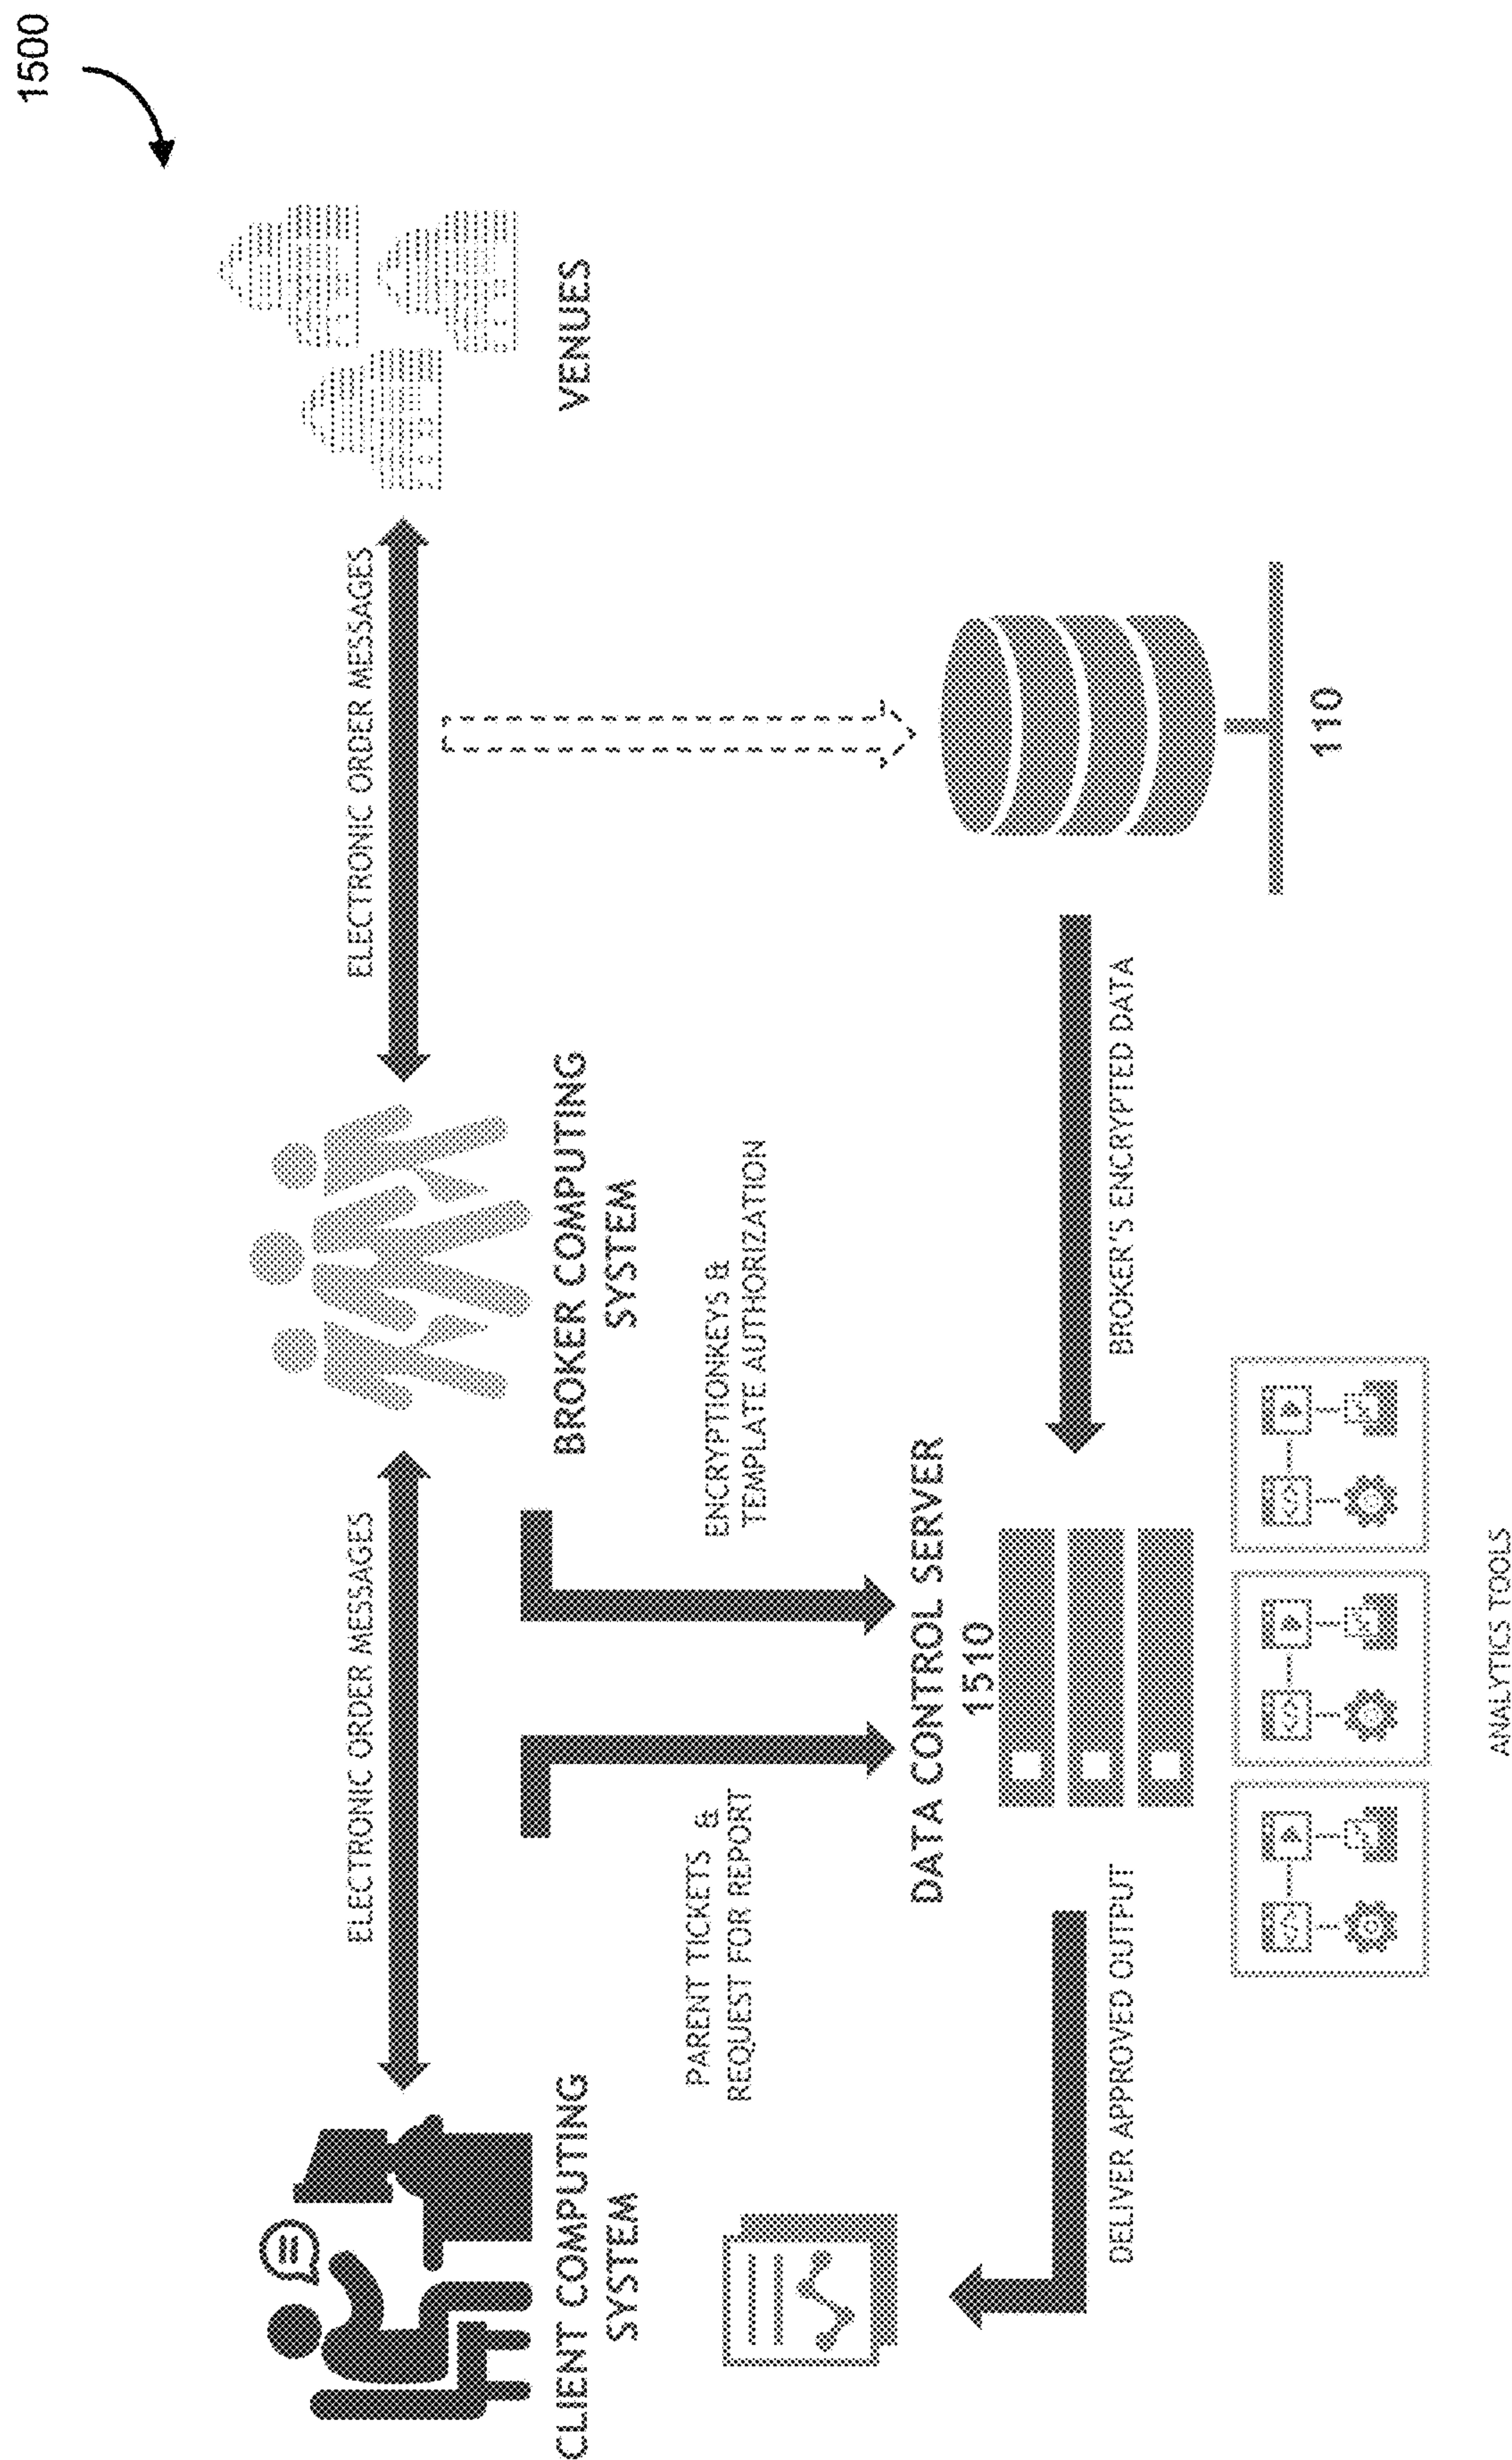 1500
ELECTRONIC ORDER MESSAGES
ELECTRONIC ORDER MESSAGES
CLIENT COMPUTING
SYSTEM
BROKER COMPUTING
SYSTEM
VENUES
PARENT TICKETS &
REQUEST FOR REPORT
ENCRYPTIONKEYS &
TEMPLATE AUTHORIZATION
DATA CONTROL SERVER
1510
DELIVER APPROVED OUTPUT
BROKER'S ENCRYPTED DATA
110
ANALYTICS TOOLS